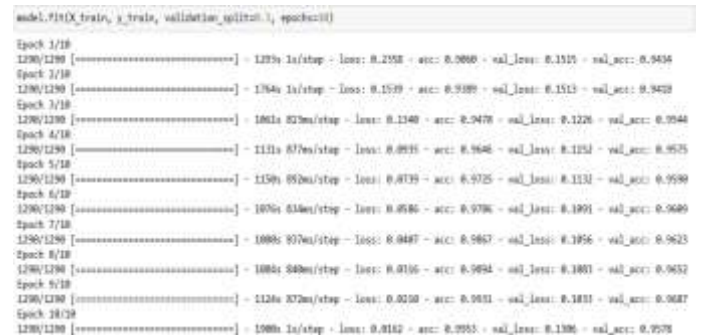 model.fit(X_train, y_train, validation_split=0.1, epochs=10)
Epoch 1/10
1290/1290 [==============================] - 1s/step - loss: 0.2358 - acc: 0.9060 - val_loss: 0.1515 - val_acc: 0.9434
Epoch 2/10
1290/1290 [==============================] - 1764s 1s/step - loss: 0.1539 - acc: 0.9389 - val_loss: 0.1513 - val_acc: 0.9418
Epoch 3/10
1290/1290 [==============================] - 1061s 823ms/step - loss: 0.1340 - acc: 0.9470 - val_loss: 0.1226 - val_acc: 0.9544
Epoch 4/10
1290/1290 [==============================] - 1131s 877ms/step - loss: 0.0935 - acc: 0.9646 - val_loss: 0.1152 - val_acc: 0.9575
Epoch 5/10
1290/1290 [==============================] - 1150s 892ms/step - loss: 0.0739 - acc: 0.9725 - val_loss: 0.1132 - val_acc: 0.9590
Epoch 6/10
1290/1290 [==============================] - 1076s 834ms/step - loss: 0.0586 - acc: 0.9786 - val_loss: 0.1091 - val_acc: 0.9609
Epoch 7/10
1290/1290 [==============================] - 837ms/step - loss: 0.0407 - acc: 0.9867 - val_loss: 0.1056 - val_acc: 0.9623
Epoch 8/10
1290/1290 [==============================] - 1084s 840ms/step - loss: 0.0316 - acc: 0.9894 - val_loss: 0.1083 - val_acc: 0.9652
Epoch 9/10
1290/1290 [==============================] - 1124s 872ms/step - loss: 0.0210 - acc: 0.9931 - val_loss: 0.1033 - val_acc: 0.9687
Epoch 10/10
1290/1290 [==============================] - 1s/step - loss: 0.0162 - acc: 0.9953 - val_loss: 0.1306 - val_acc: 0.9578